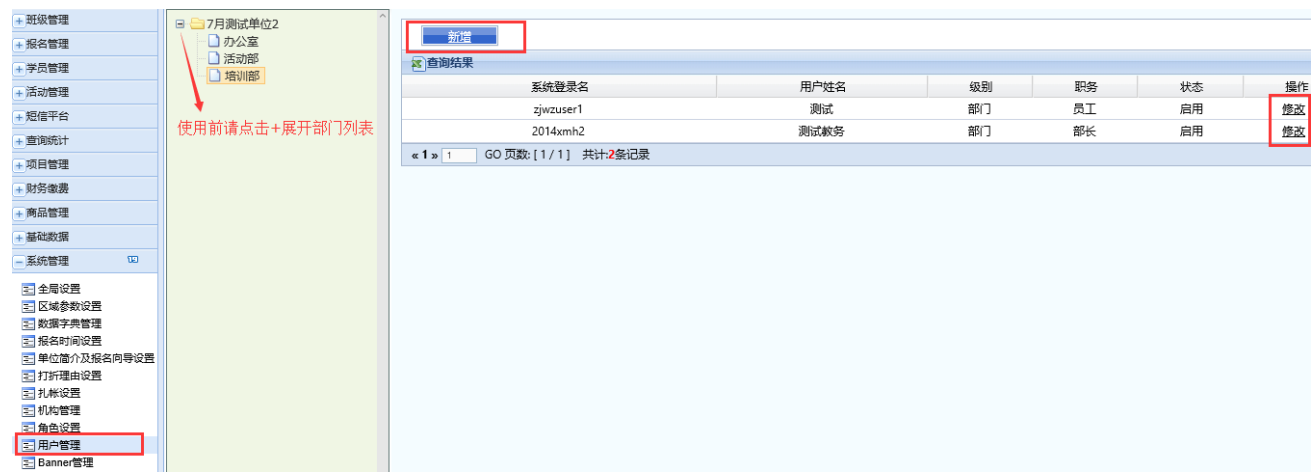 班级管理
报名管理
学员管理
活动管理
短信平台
查询统计
项目管理
财务缴费
商品管理
基础数据
系统管理
全局设置
区域参数设置
数据字典管理
报名时间设置
单位简介及报名向导设置
打折理由设置
扎帐设置
机构管理
角色设置
用户管理
Banner管理
7月测试单位2
办公室
活动部
培训部
使用前请点击+展开部门列表
新增
查询结果
系统登录名 用户姓名 级别 职务 状态 操作
zjwzuser1 测试 部门 员工 启用 修改
2014xmh2 测试教务 部门 部长 启用 修改
« 1 » 1 GO 页数: [ 1 / 1 ] 共计:2条记录